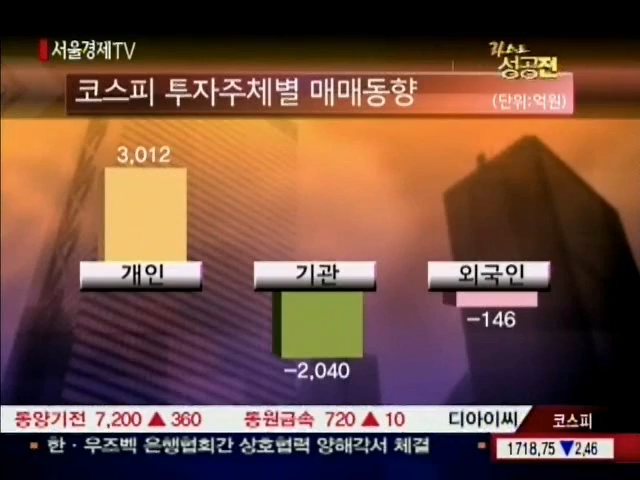 서울경제TV
성공전
코스피 투자주체별 매매동향
(단위:억원)
3,012
개인
기관
외국인
-146
-2,040
동양기전 7,200 ▲ 360 동원금속 720 ▲ 10 디아이씨
코스피
한·우즈벡 은행협회간 상호협력 양해각서 체결
1718,75 ▼2,46